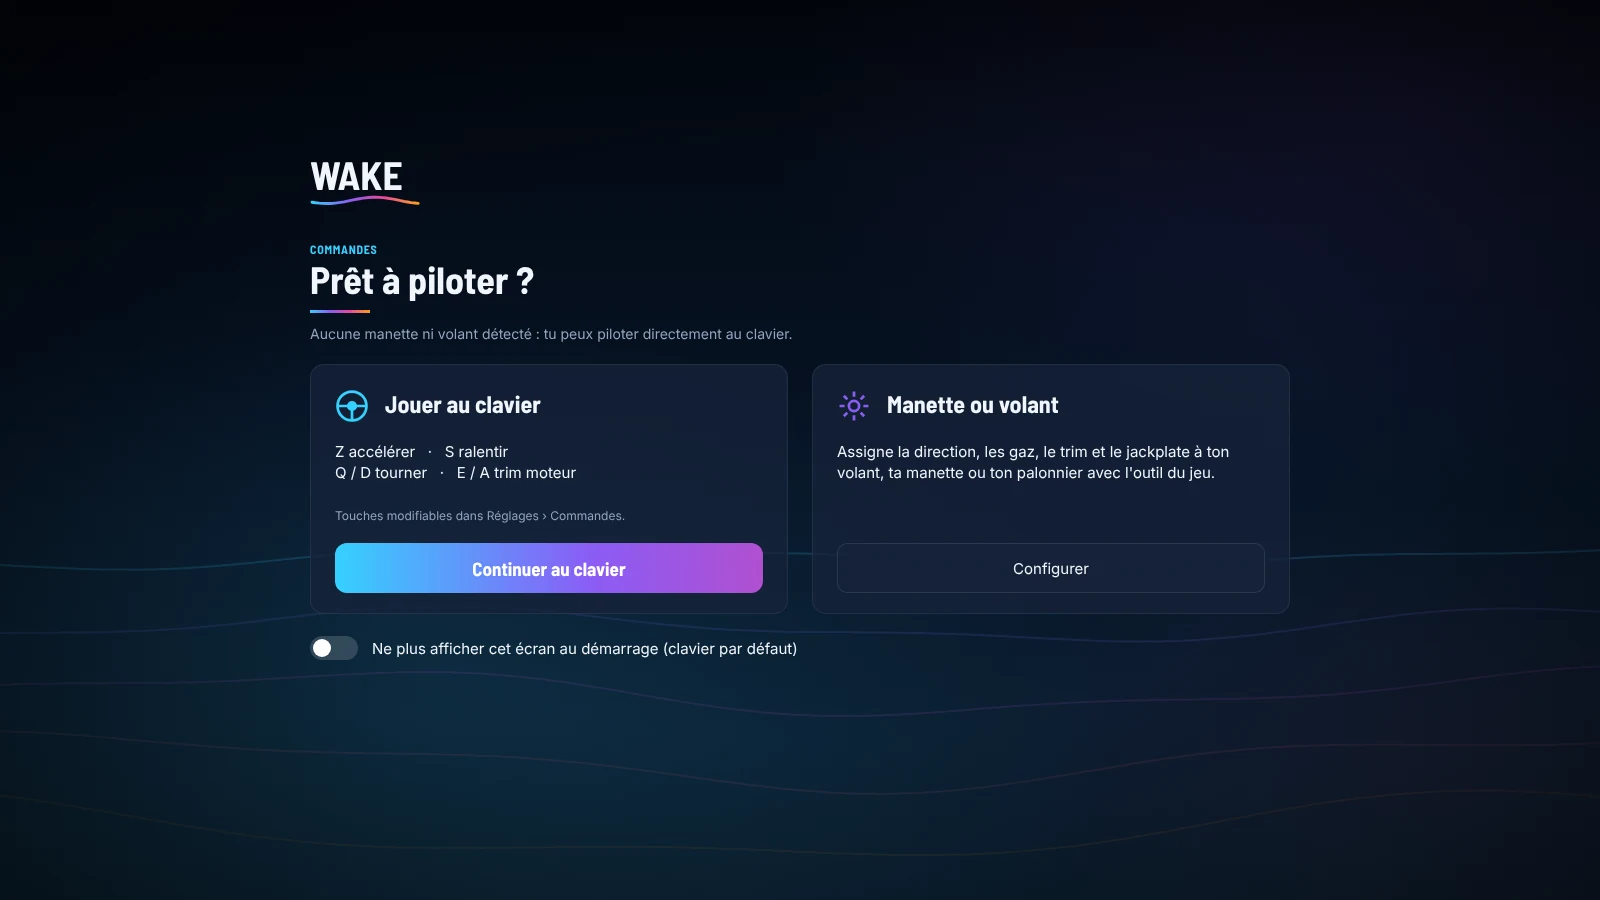 WAKE
COMMANDES
Prêt à piloter ?
Aucune manette ni volant détecté : tu peux piloter directement au clavier.
Jouer au clavier
Z accélérer · S ralentir
Q / D tourner · E / A trim moteur
Touches modifiables dans Réglages › Commandes.
Continuer au clavier
Manette ou volant
Assigne la direction, les gaz, le trim et le jackplate à ton
volant, ta manette ou ton palonnier avec l'outil du jeu.
Configurer
Ne plus afficher cet écran au démarrage (clavier par défaut)